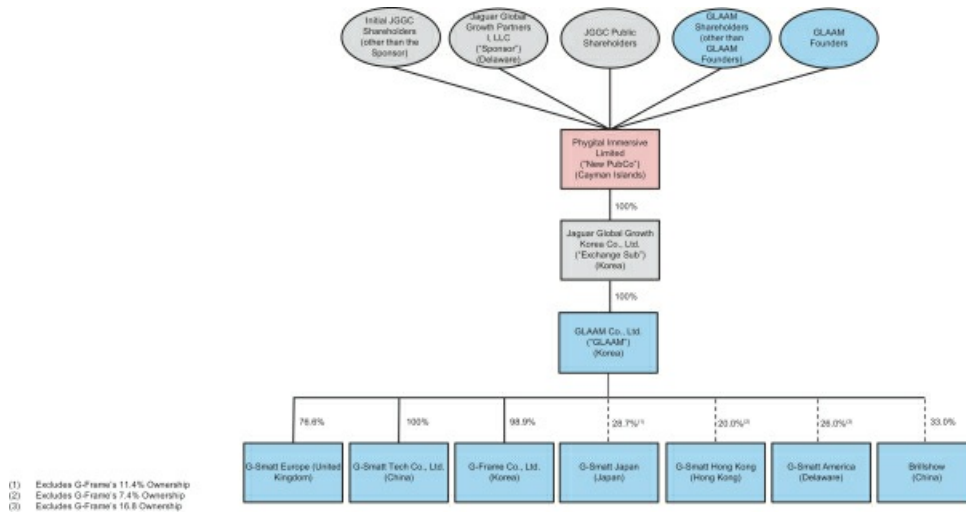 Initial JGGC
Shareholders
(other than the
Sponsor)
Jaguar Global
Growth Partners
I, LLC
("Sponsor")
(Delaware)
JGGC Public
Shareholders
GLAAM
Shareholders
(other than
GLAAM
Founders)
GLAAM
Founders
Phygital Immersive
Limited
("New PubCo")
(Cayman Islands)
100%
Jaguar Global Growth
Korea Co., Ltd.
("Exchange Sub")
(Korea)
100%
GLAAM Co., Ltd.
("GLAAM")
(Korea)
76.6%
100%
98.9%
28.7%(1)
20.0%(2)
26.0%(3)
33.0%
G-Smatt Europe (United
Kingdom)
G-Smatt Tech Co., Ltd.
(China)
G-Frame Co., Ltd.
(Korea)
G-Smatt Japan
(Japan)
G-Smatt Hong Kong
(Hong Kong)
G-Smatt America
(Delaware)
Brillshow
(China)
(1) Excludes G-Frame's 11.4% Ownership
(2) Excludes G-Frame's 7.4% Ownership
(3) Excludes G-Frame's 16.8 Ownership